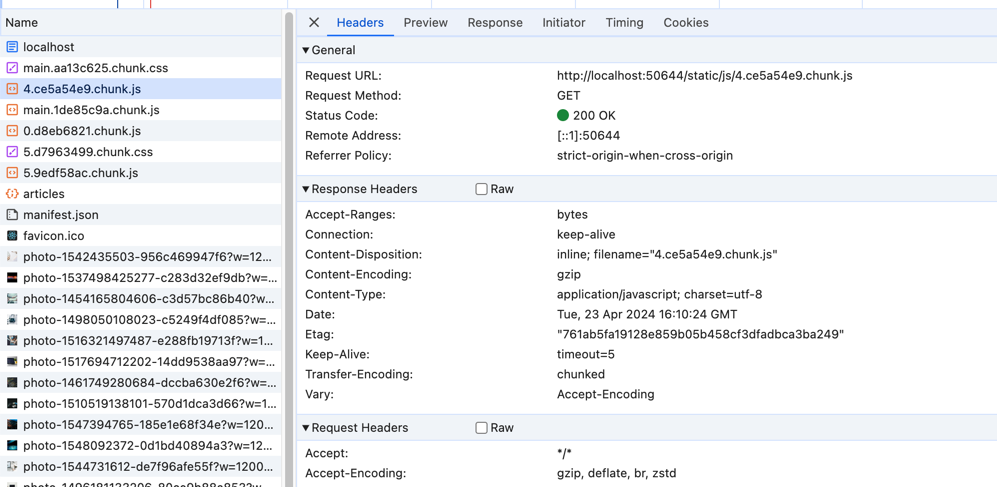 Name
localhost
main.aa13c625.chunk.css
4.ce5a54e9.chunk.js
main.1de85c9a.chunk.js
0.d8eb6821.chunk.js
5.d7963499.chunk.css
5.9edf58ac.chunk.js
articles
manifest.json
favicon.ico
photo-1542435503-956c469947f6?w=12...
photo-1537498425277-c283d32ef9db?w=...
photo-1454165804606-c3d57bc86b40?w...
photo-1498050108023-c5249f4df085?w=...
photo-1516321497487-e288fb19713f?w=1...
photo-1517694712202-14dd9538aa97?w=...
photo-1461749280684-dccba630e2f6?w=...
photo-1510519138101-570d1dca3d66?w=1...
photo-1547394765-185e1e68f34e?w=120...
photo-1548092372-0d1bd40894a3?w=12...
photo-1544731612-de7f96afe55f?w=1200...
Headers Preview Response Initiator Timing Cookies
General
Request URL: http://localhost:50644/static/js/4.ce5a54e9.chunk.js
Request Method: GET
Status Code: 200 OK
Remote Address: [::1]:50644
Referrer Policy: strict-origin-when-cross-origin
Response Headers Raw
Accept-Ranges: bytes
Connection: keep-alive
Content-Disposition: inline; filename="4.ce5a54e9.chunk.js"
Content-Encoding: gzip
Content-Type: application/javascript; charset=utf-8
Date: Tue, 23 Apr 2024 16:10:24 GMT
Etag: "761ab5fa19128e859b05b458cf3dfadbca3ba249"
Keep-Alive: timeout=5
Transfer-Encoding: chunked
Vary: Accept-Encoding
Request Headers Raw
Accept: */*
Accept-Encoding: gzip, deflate, br, zstd